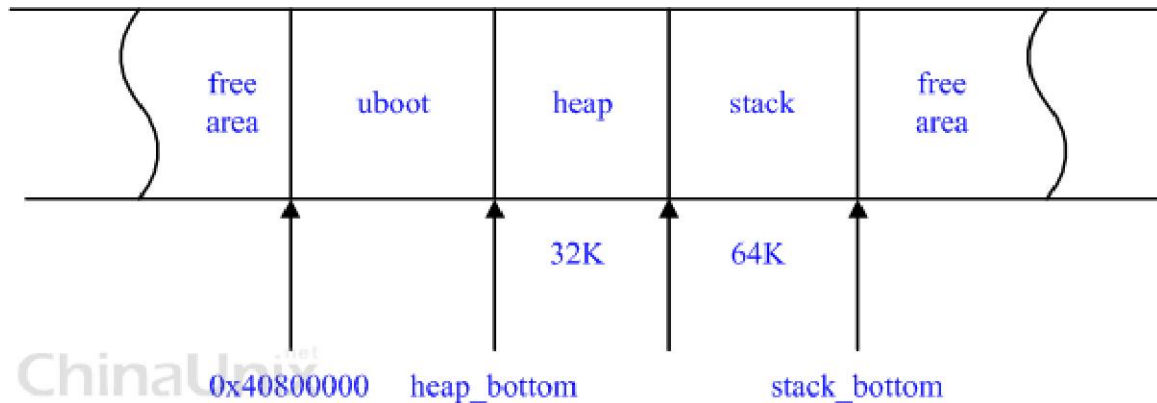 free
area
uboot
heap
stack
free
area
32K
64K
ChinaUnix
.net
0x40800000
heap_bottom
stack_bottom